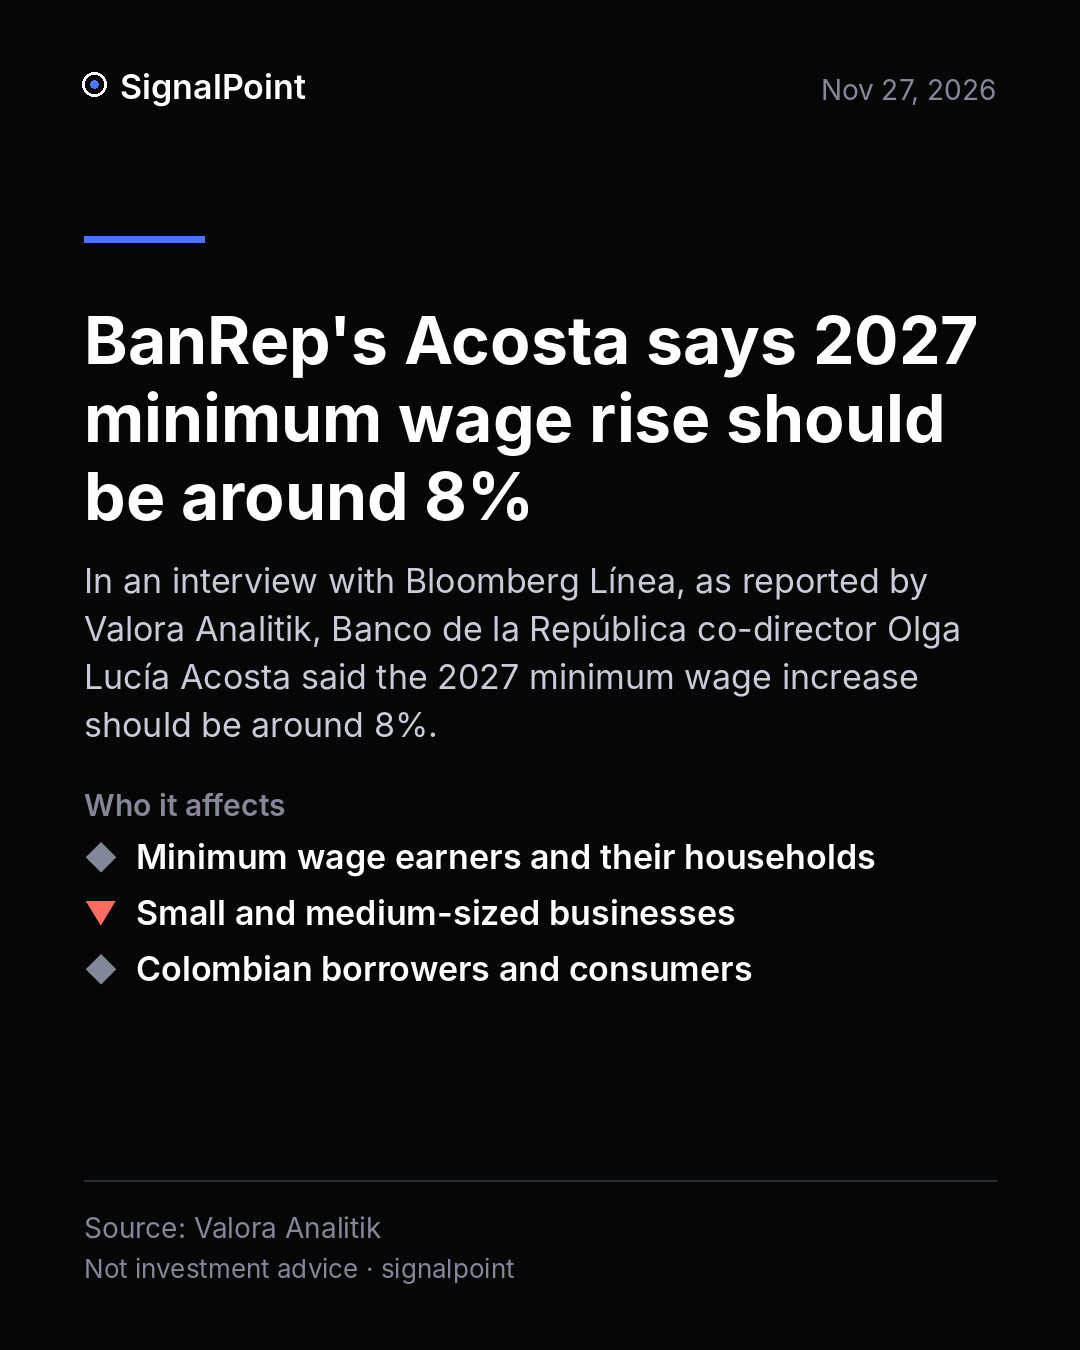 SignalPoint
Nov 27, 2026
BanRep's Acosta says 2027
minimum wage rise should
be around 8%
In an interview with Bloomberg Línea, as reported by
Valora Analitik, Banco de la República co-director Olga
Lucía Acosta said the 2027 minimum wage increase
should be around 8%.
Who it affects
Minimum wage earners and their households
Small and medium-sized businesses
Colombian borrowers and consumers
Source: Valora Analitik
Not investment advice · signalpoint